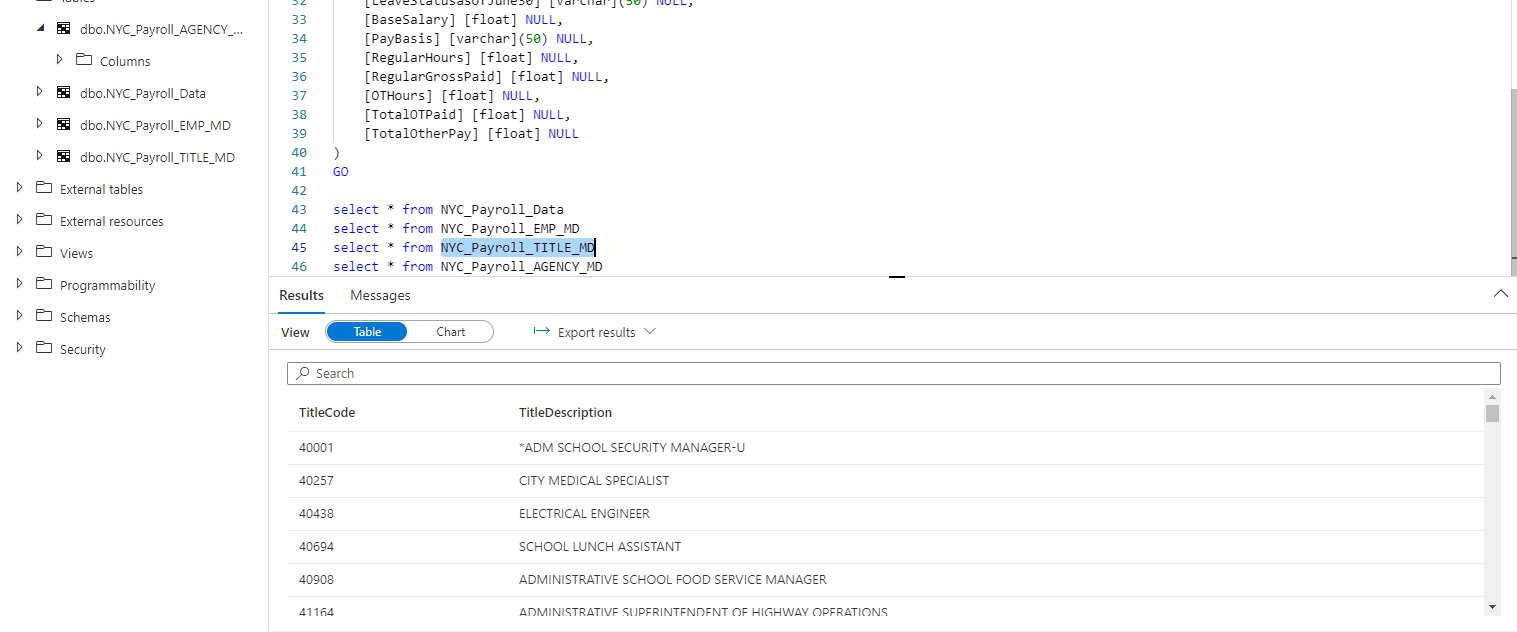 Tables
dbo.NYC_Payroll_AGENCY_...
Columns
dbo.NYC_Payroll_Data
dbo.NYC_Payroll_EMP_MD
dbo.NYC_Payroll_TITLE_MD
External tables
External resources
Views
Programmability
Schemas
Security
32 [LeaveStatusasofJune30] [varchar](50) NULL,
33 [BaseSalary] [float] NULL,
34 [PayBasis] [varchar](50) NULL,
35 [RegularHours] [float] NULL,
36 [RegularGrossPaid] [float] NULL,
37 [OTHours] [float] NULL,
38 [TotalOTPaid] [float] NULL,
39 [TotalOtherPay] [float] NULL
40 )
41 GO
42
43 select * from NYC_Payroll_Data
44 select * from NYC_Payroll_EMP_MD
45 select * from NYC_Payroll_TITLE_MD
46 select * from NYC_Payroll_AGENCY_MD
Results Messages
View Table Chart Export results
Search
TitleCode TitleDescription
40001 *ADM SCHOOL SECURITY MANAGER-U
40257 CITY MEDICAL SPECIALIST
40438 ELECTRICAL ENGINEER
40694 SCHOOL LUNCH ASSISTANT
40908 ADMINISTRATIVE SCHOOL FOOD SERVICE MANAGER
41164 ADMINISTRATIVE SUPERINTENDENT OF HIGHWAY OPERATIONS